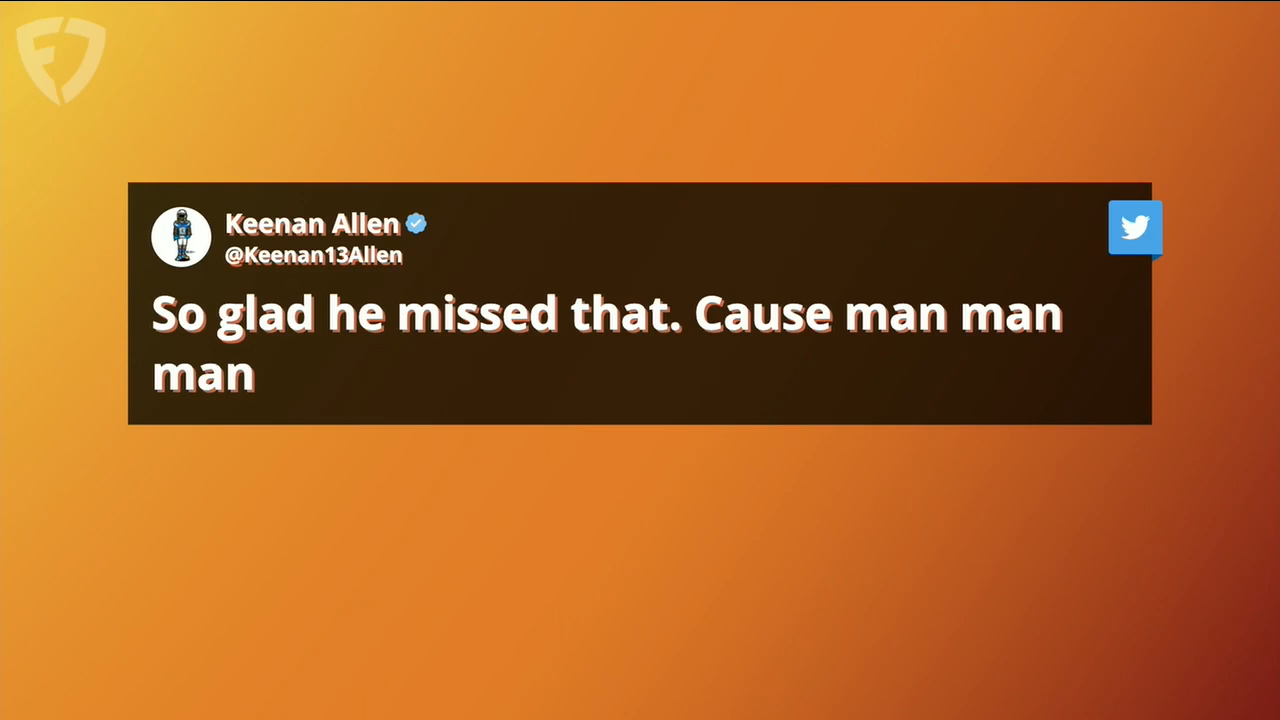 Keenan Allen
@Keenan13Allen
So glad he missed that. Cause man man
man